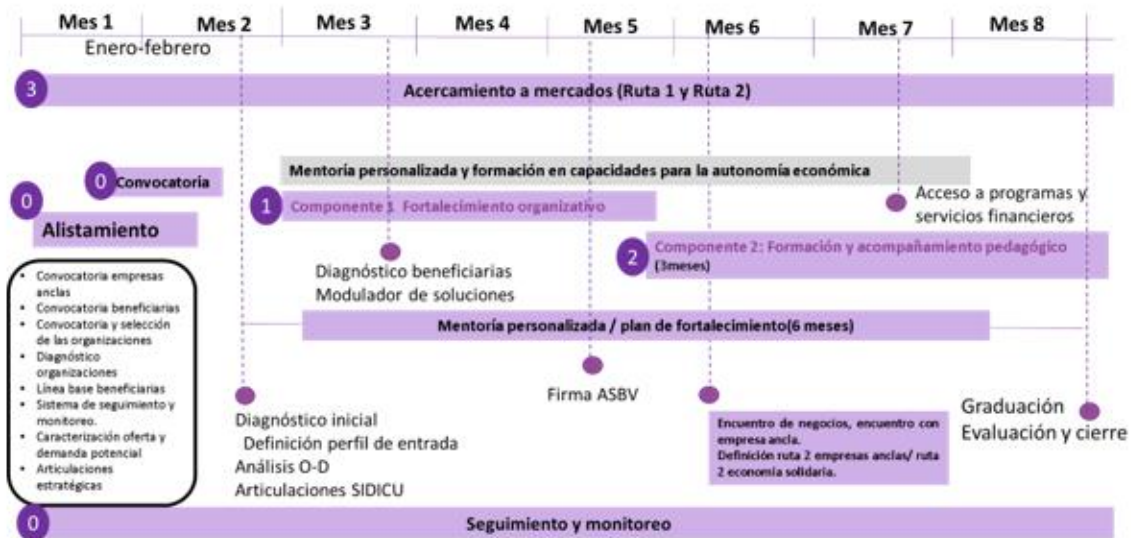 Mes 1
Mes 2
Mes 3
Mes 4
Mes 5
Mes 6
Mes 7
Mes 8
Enero-febrero
3
Acercamiento a mercados (Ruta 1 y Ruta 2)
0
Convocatoria
0
Alistamiento
Mentoría personalizada y formación en capacidades para la autonomía económica
1
Componente 1 Fortalecimiento organizativo
Acceso a programas y
servicios financieros
2
Componente 2: Formación y acompañamiento pedagógico
(3meses)
Diagnóstico beneficiarias
Modulador de soluciones
• Convocatoria empresas
anclas
• Convocatoria beneficiarias
• Convocatoria y selección
de las organizaciones
• Diagnóstico
organizaciones
• Línea base beneficiarias
• Sistema de seguimiento y
monitoreo.
• Caracterización oferta y
demanda potencial
• Articulaciones
estratégicas
Mentoría personalizada / plan de fortalecimiento(6 meses)
Firma ASBV
Diagnóstico inicial
Definición perfil de entrada
Análisis O-D
Articulaciones SIDICU
Encuentro de negocios, encuentro con
empresa ancla.
Definición ruta 2 empresas anclas/ ruta
2 economía solidaria.
Graduación
Evaluación y cierre
0
Seguimiento y monitoreo